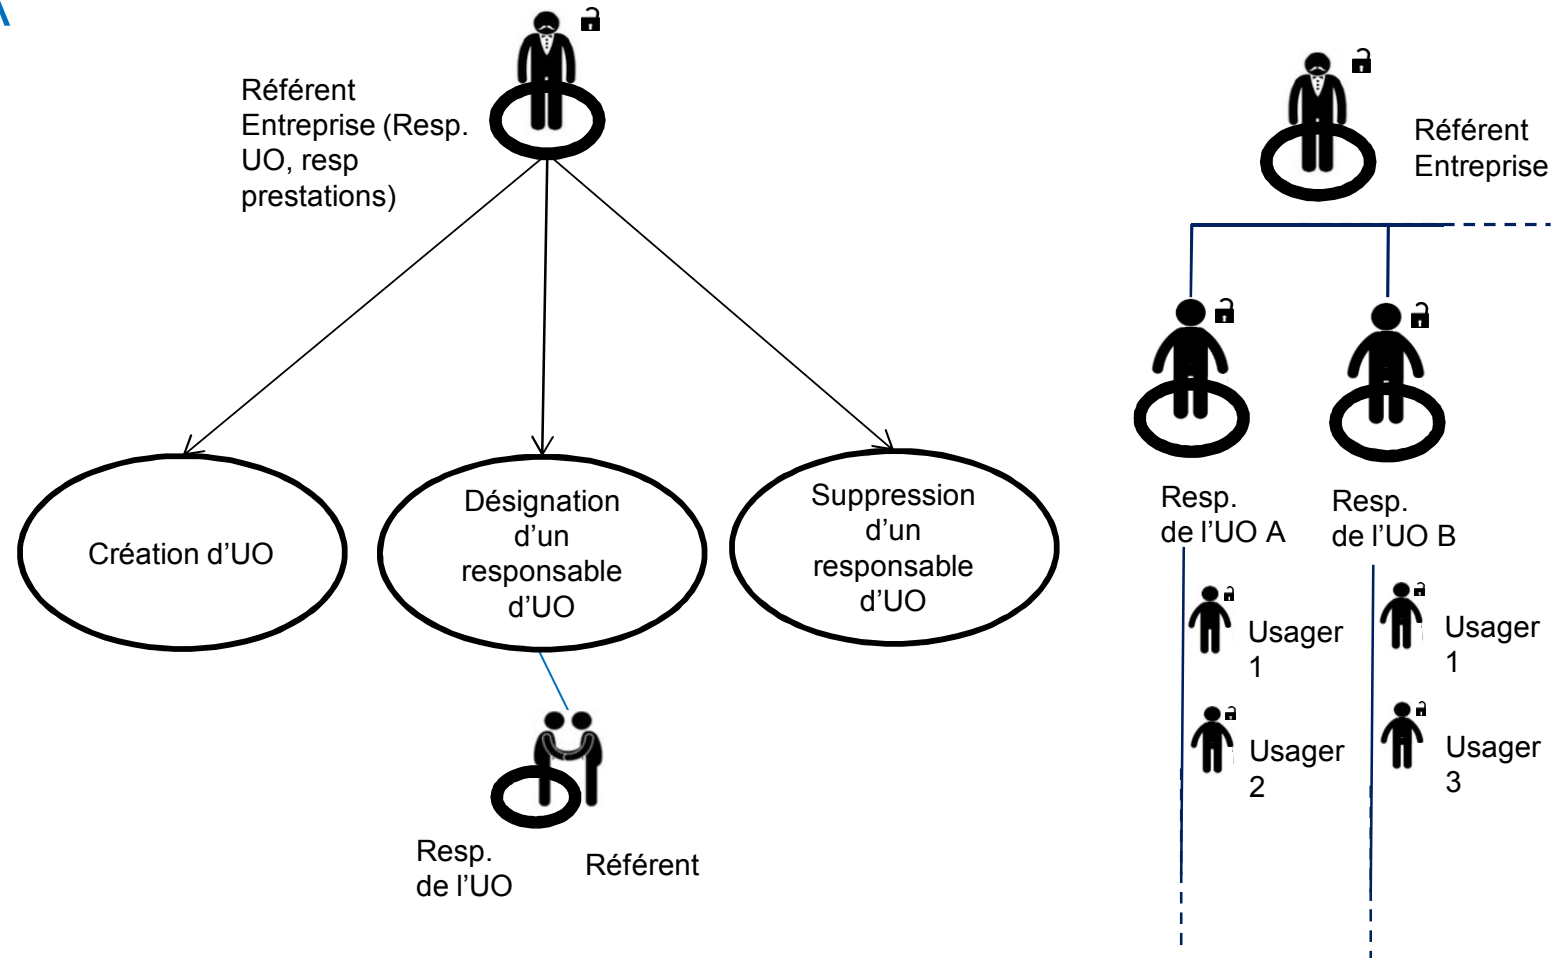 Référent
Entreprise (Resp.
UO, resp
prestations)
Création d’UO
Désignation
d’un
responsable
d’UO
Suppression
d’un
responsable
d’UO
Resp.
de l’UO
Référent
Référent
Entreprise
Resp.
de l’UO A
Resp.
de l’UO B
Usager
1
Usager
2
Usager
1
Usager
3